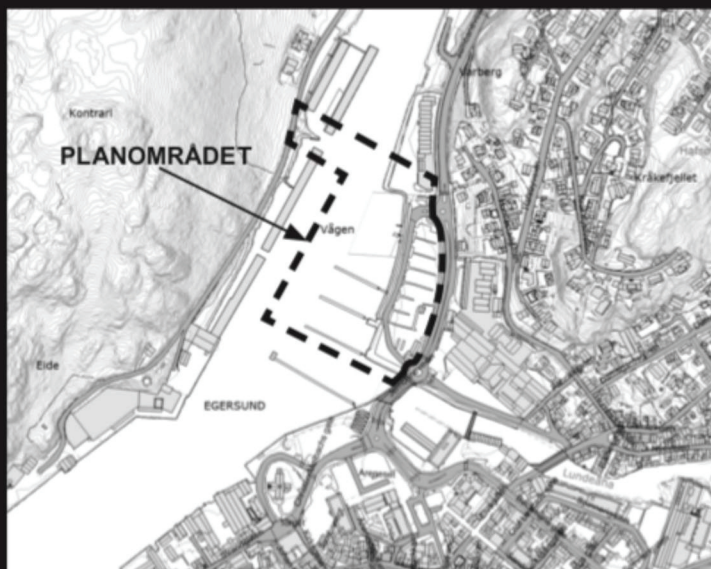 Varberg
Kontrari
PLANOMRÅDET
Kråkefjellet
Vågen
Eide
EGERSUND
Lundeåna